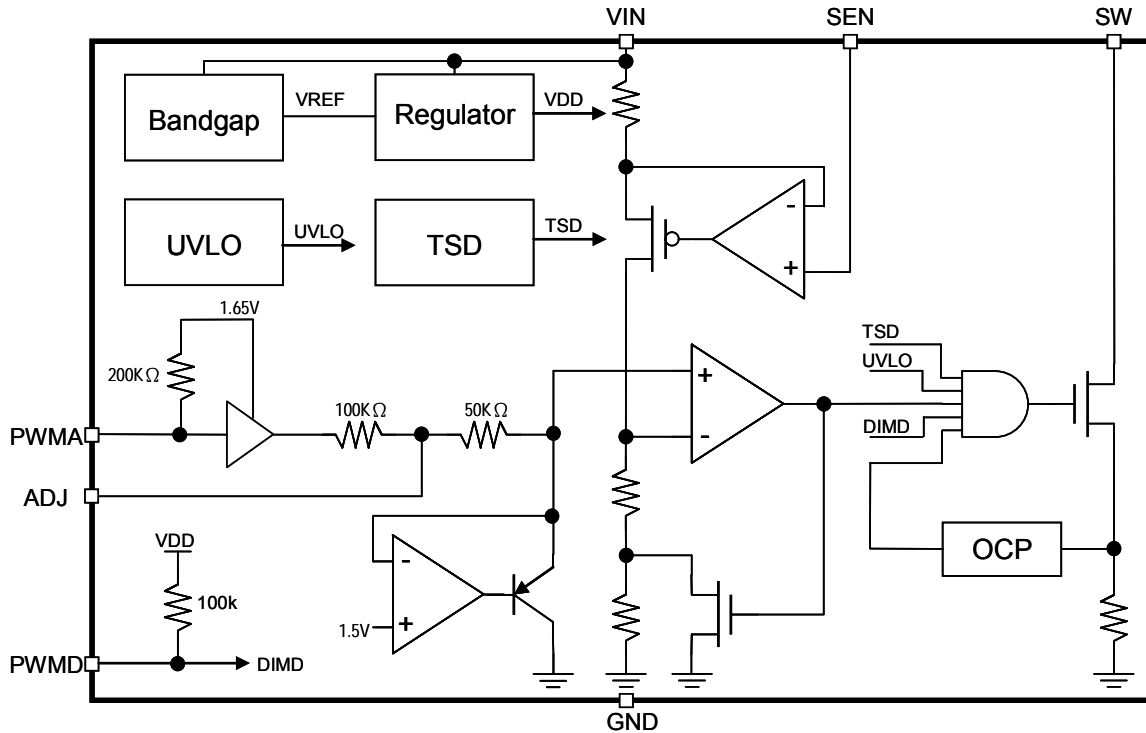 VIN SEN SW
Bandgap VREF Regulator VDD
UVLO UVLO TSD TSD
-
+
1.65V
200KΩ
100KΩ 50KΩ
PWMA
ADJ
+
-
TSD
UVLO
DIMD
OCP
VDD
100k
-
+
1.5V
PWMD DIMD
GND